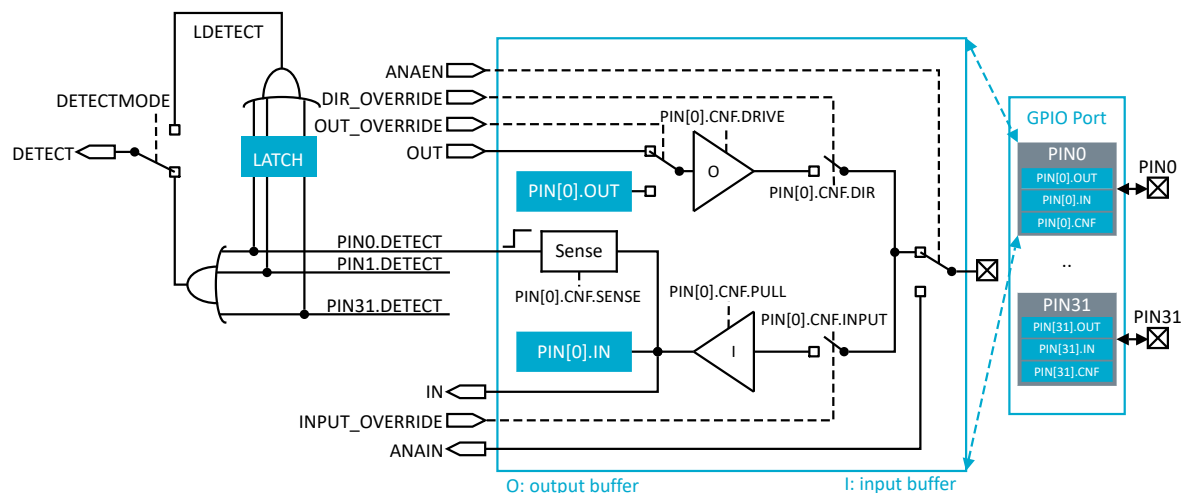 LDETECT
ANAEN
DETECTMODE
DIR_OVERRIDE
OUT_OVERRIDE
PIN[0].CNF.DRIVE
GPIO Port
DETECT
LATCH
OUT
O
PIN0
PIN[0].OUT
PIN[0].CNF.DIR
PIN[0].OUT
PIN[0].IN
PIN[0].CNF
PIN0
PIN0.DETECT
Sense
PIN1.DETECT
PIN[0].CNF.SENSE
PIN[0].CNF.PULL
..
PIN31.DETECT
PIN[0].CNF.INPUT
PIN31
PIN[31].OUT
PIN[31].IN
PIN[31].CNF
PIN31
PIN[0].IN
I
IN
INPUT_OVERRIDE
ANAIN
O: output buffer
I: input buffer